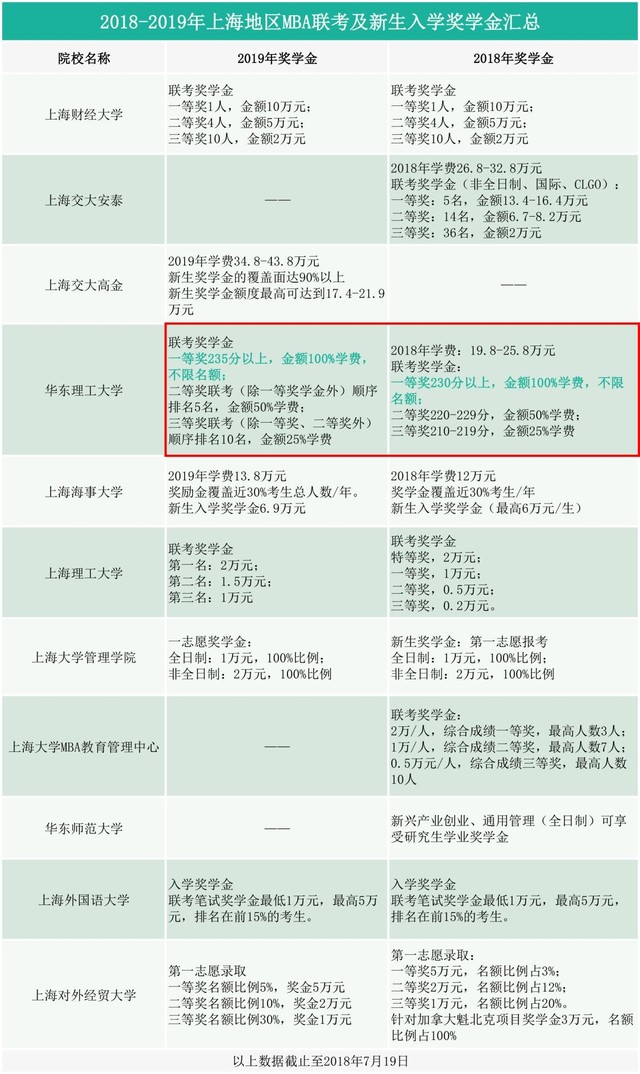 2018-2019年上海地区MBA联考及新生入学奖学金汇总
院校名称
2019年奖学金
2018年奖学金
上海财经大学
联考奖学金
一等奖1人，金额10万元；
二等奖4人，金额5万元；
三等奖10人，金额2万元
联考奖学金
一等奖1人，金额10万元；
二等奖4人，金额5万元；
三等奖10人，金额2万元
上海交大安泰
——
2018年学费26.8-32.8万元
联考奖学金（非全日制、国际、CLGO）：
一等奖：5名，金额13.4-16.4万元
二等奖：14名，金额6.7-8.2万元
三等奖：36名，金额2万元
上海交大高金
2019年学费34.8-43.8万元
新生奖学金的覆盖面达90%以上
新生奖学金额度最高可达到17.4-21.9
万元
——
华东理工大学
联考奖学金
一等奖235分以上，金额100%学费，
不限名额；
二等奖联考（除一等奖学金外）顺序
排名5名，金额50%学费；
三等奖联考（除一等奖、二等奖外）
顺序排名10名，金额25%学费
2018年学费：19.8-25.8万元
联考奖学金：
一等奖230分以上，金额100%学费，不限
名额；
二等奖220-229分，金额50%学费；
三等奖210-219分，金额25%学费
上海海事大学
2019年学费13.8万元
奖励金覆盖近30%考生总人数/年。
新生入学奖学金6.9万元
2018年学费12万元
奖学金覆盖近30%考生/年
新生入学奖学金（最高6万元/生）
上海理工大学
联考奖学金
第一名：2万元；
第二名：1.5万元；
第三名：1万元
联考奖学金
特等奖，2万元；
一等奖，1万元；
二等奖，0.5万元；
三等奖，0.2万元。
上海大学管理学院
一志愿奖学金：
全日制：1万元，100%比例；
非全日制：2万元，100%比例
新生奖学金：第一志愿报考
全日制：1万元，100%比例；
非全日制：2万元，100%比例
上海大学MBA教育管理中心
——
联考奖学金：
2万/人，综合成绩一等奖，最高人数3人；
1万/人，综合成绩二等奖，最高人数7人；
0.5万元/人，综合成绩三等奖，最高人数
10人
华东师范大学
——
新兴产业创业、通用管理（全日制）可享
受研究生学业奖学金
上海外国语大学
入学奖学金
联考笔试奖学金最低1万元，最高5万
元，排名在前15%的考生。
入学奖学金
联考笔试奖学金最低1万元，最高5万元，
排名在前15%的考生。
上海对外经贸大学
第一志愿录取
一等奖名额比例5%，奖金5万元
二等奖名额比例10%，奖金2万元
三等奖名额比例30%，奖金1万元
第一志愿录取：
一等奖5万元，名额比例占3%；
二等奖2万元，名额比例占12%；
三等奖1万元，名额比例占20%。
针对加拿大魁北克项目奖学金3万元，名额
比例占100%
以上数据截止至2018年7月19日